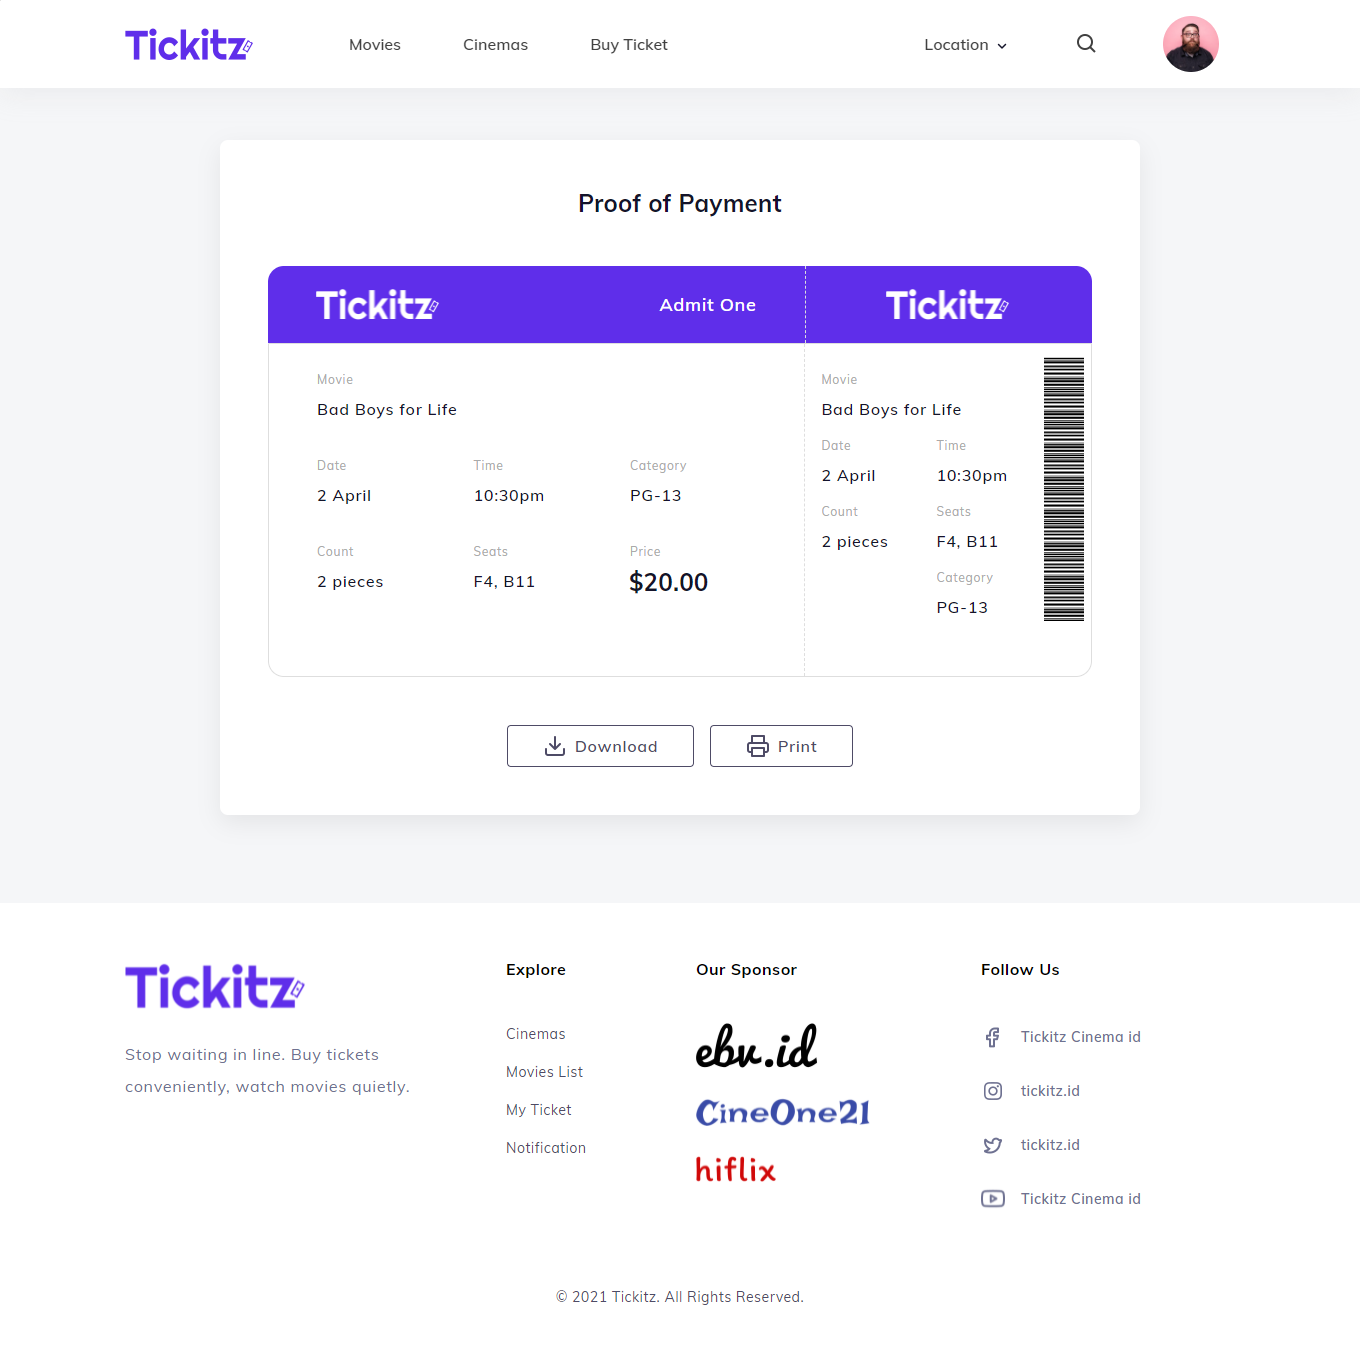 Tickitz
Movies
Cinemas
Buy Ticket
Location
Proof of Payment
Tickitz
Admit One
Tickitz
Movie
Bad Boys for Life
Date
Time
Category
2 April
10:30pm
PG-13
Count
Seats
Price
2 pieces
F4, B11
$20.00
Movie
Bad Boys for Life
Date
Time
2 April
10:30pm
Count
Seats
2 pieces
F4, B11
Category
PG-13
Download
Print
Tickitz
Stop waiting in line. Buy tickets
conveniently, watch movies quietly.
Explore
Cinemas
Movies List
My Ticket
Notification
Our Sponsor
ebv.id
CineOne21
hiflix
Follow Us
Tickitz Cinema id
tickitz.id
tickitz.id
Tickitz Cinema id
© 2021 Tickitz. All Rights Reserved.